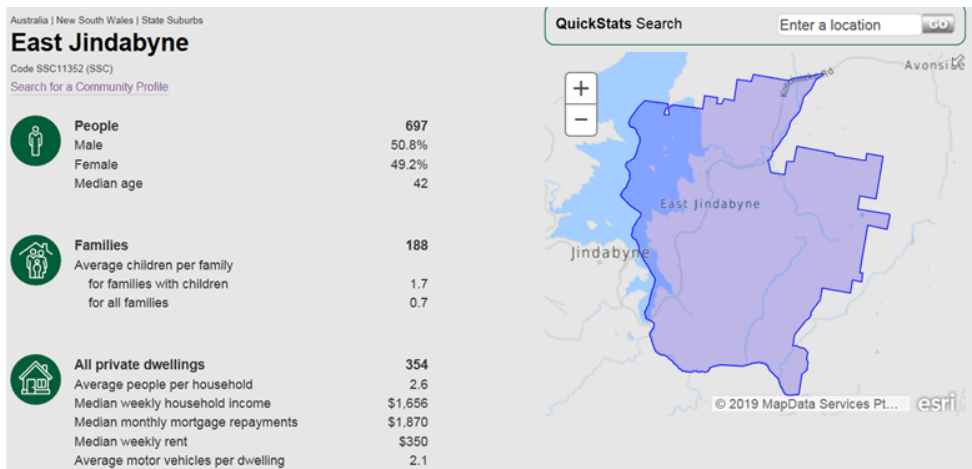 Australia | New South Wales | State Suburbs
East Jindabyne
Code SSC11352 (SSC)
Search for a Community Profile
People 697
Male 50.8%
Female 49.2%
Median age 42
Families 188
Average children per family
for families with children 1.7
for all families 0.7
All private dwellings 354
Average people per household 2.6
Median weekly household income $1,656
Median monthly mortgage repayments $1,870
Median weekly rent $350
Average motor vehicles per dwelling 2.1
QuickStats Search Enter a location GO
+
−
Avonside
Kosciuszko Rd
East Jindabyne
Jindabyne
© 2019 MapData Services Pt... esri